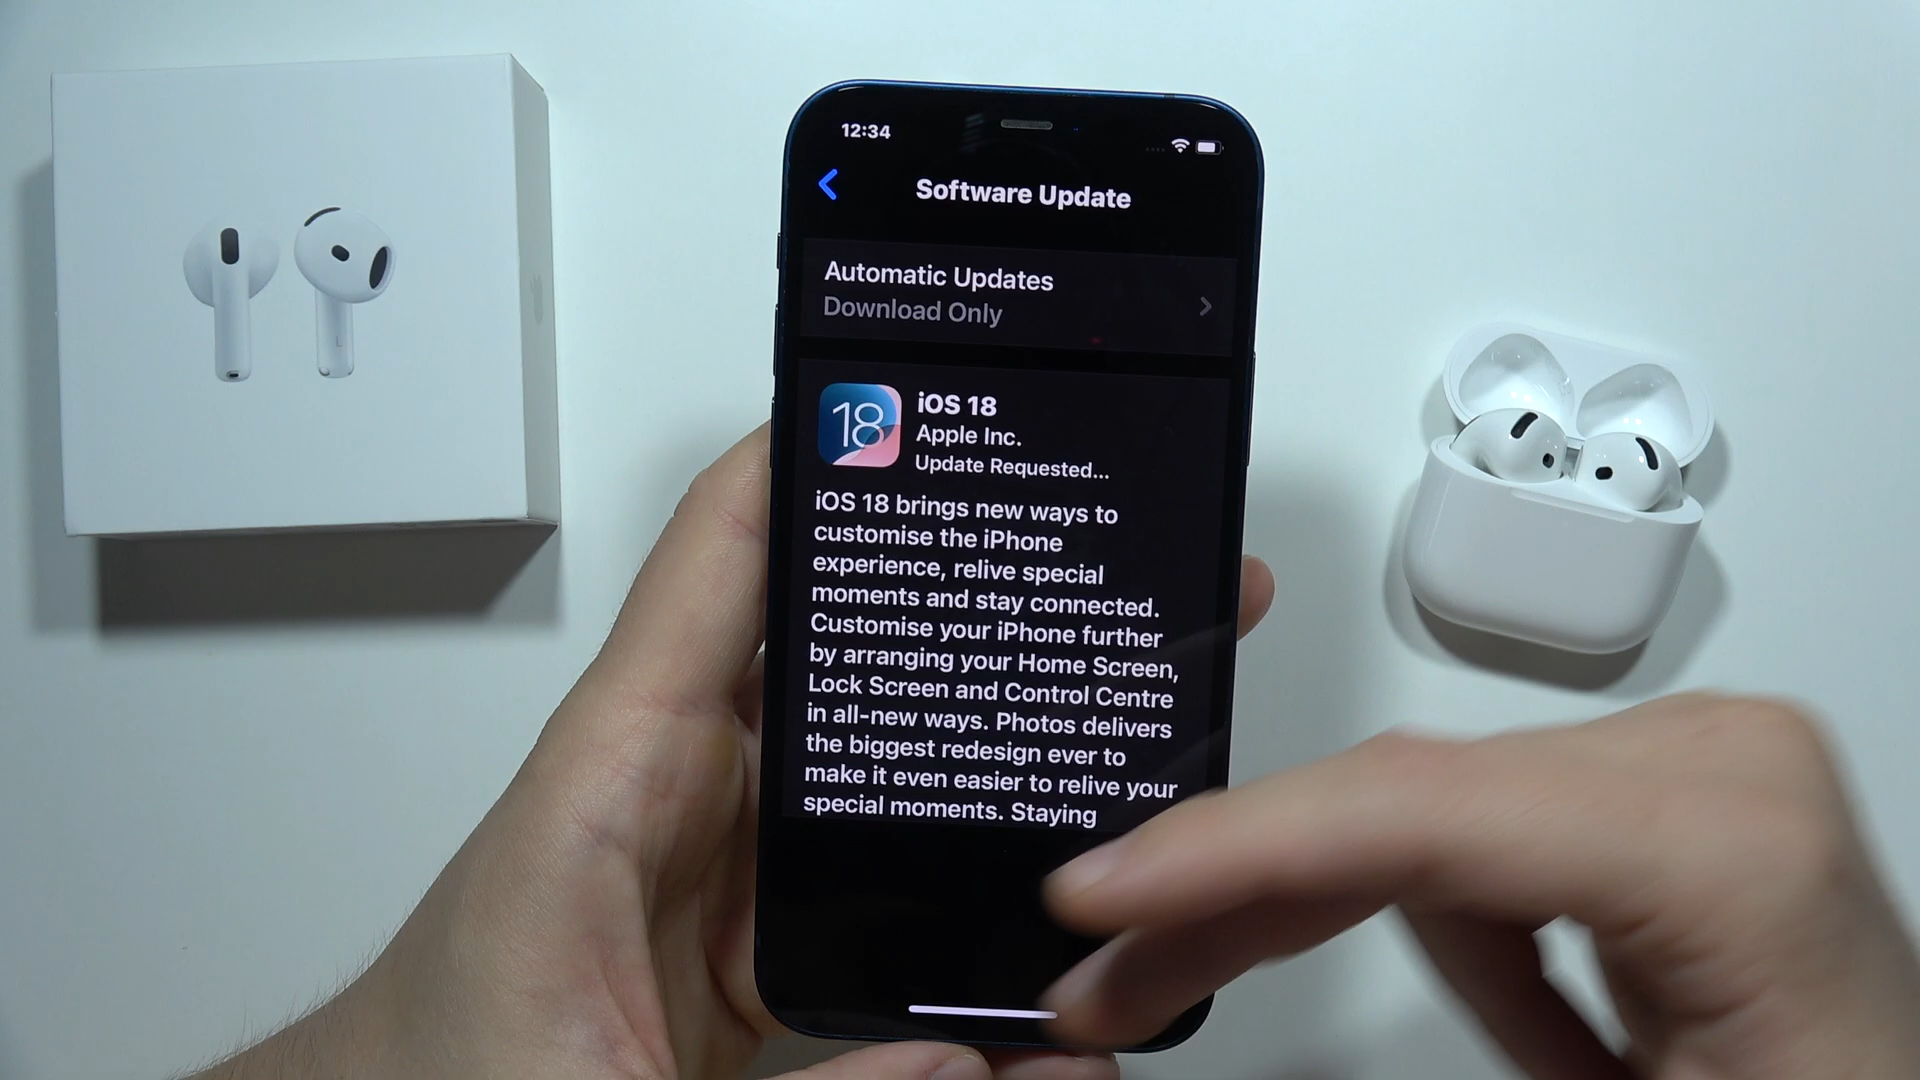 12:34
Software Update
Automatic Updates
Download Only
18
iOS 18
Apple Inc.
Update Requested...
iOS 18 brings new ways to
customise the iPhone
experience, relive special
moments and stay connected.
Customise your iPhone further
by arranging your Home Screen,
Lock Screen and Control Centre
in all-new ways. Photos delivers
the biggest redesign ever to
make it even easier to relive your
special moments. Staying